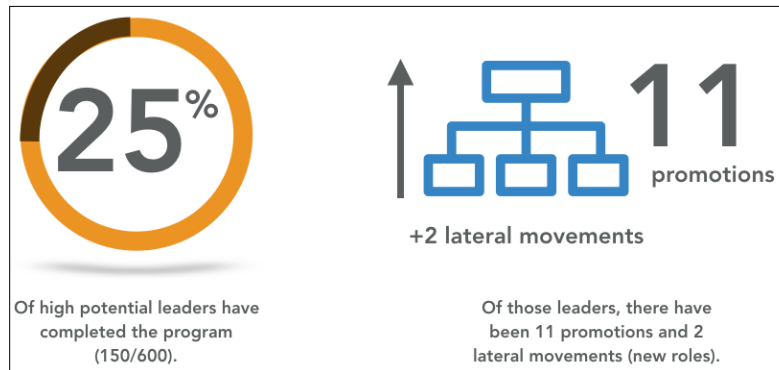 25%
Of high potential leaders have
completed the program
(150/600).
11
promotions
+2 lateral movements
Of those leaders, there have
been 11 promotions and 2
lateral movements (new roles).